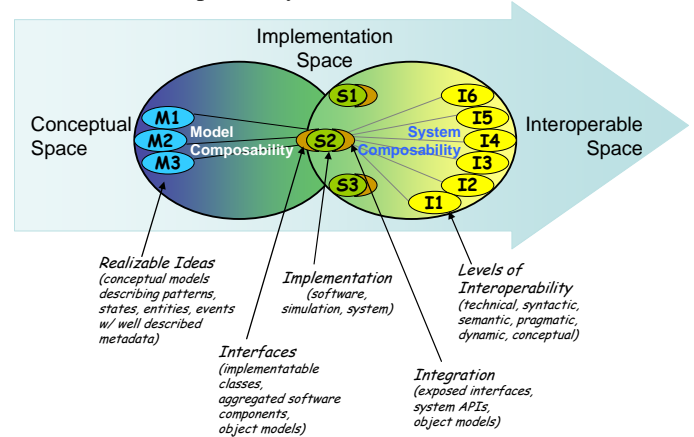 Implementation
Space
Conceptual
Space
Interoperable
Space
M1
M2
M3
Model
Composability
S1
S2
S3
System
Composability
I6
I5
I4
I3
I2
I1
Realizable Ideas
(conceptual models
describing patterns,
states, entities, events
w/ well described
metadata)
Implementation
(software,
simulation, system)
Levels of
Interoperability
(technical, syntactic,
semantic, pragmatic,
dynamic, conceptual)
Interfaces
(implementatable
classes,
aggregated software
components,
object models)
Integration
(exposed interfaces,
system APIs,
object models)